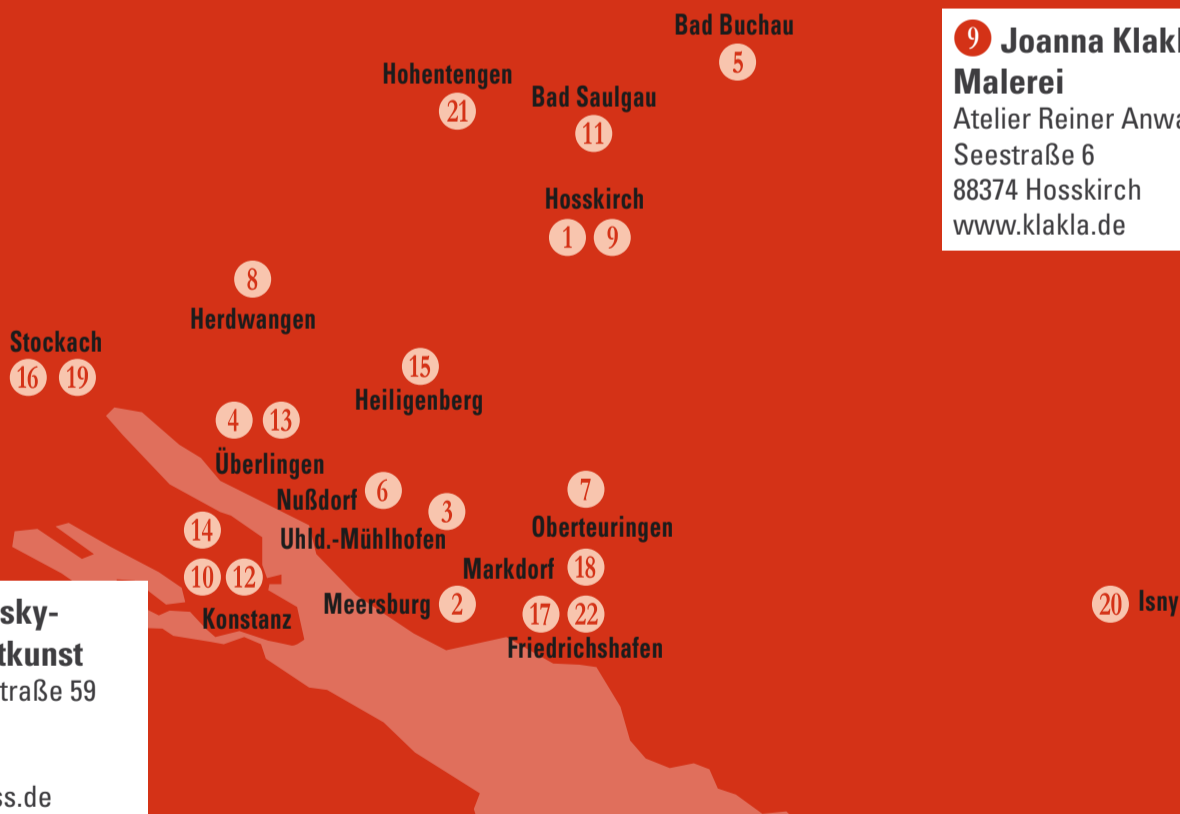 Bad Buchau
5
Hohentengen
21
Bad Saulgau
11
Hosskirch
1 9
8
Herdwangen
Stockach
16 19
15
Heiligenberg
4 13
Überlingen
Nußdorf 6
3
Uhld.-Mühlhofen
7
Oberteuringen
14
10 12
Konstanz
Markdorf 18
Meersburg 2
17 22
Friedrichshafen
20 Isny
9 Joanna Klakl
Malerei
Atelier Reiner Anwa
Seestraße 6
88374 Hosskirch
www.klakla.de
sky-
tkunst
traße 59
ss.de